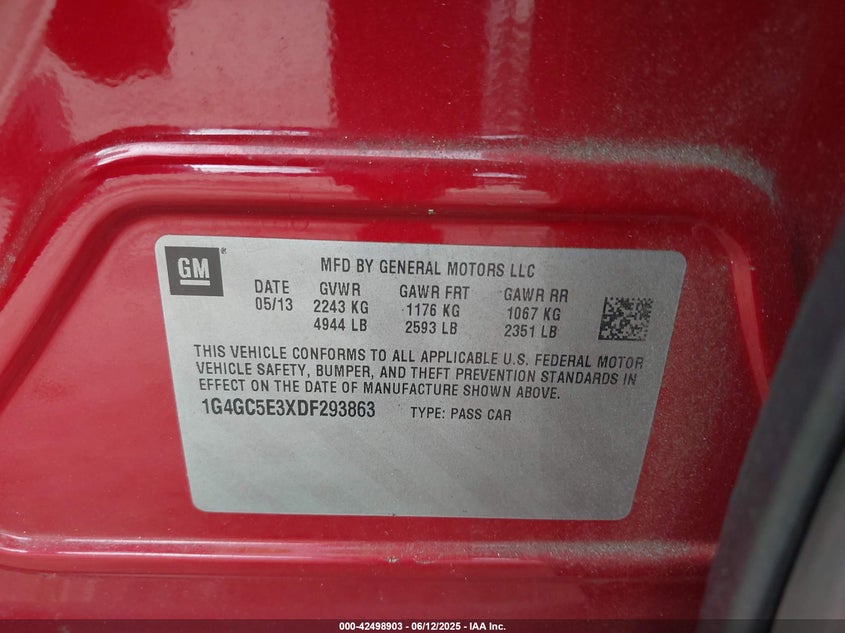 GM ®
MFD BY GENERAL MOTORS LLC
DATE GVWR GAWR FRT GAWR RR
05/13 2243 KG 1176 KG 1067 KG
4944 LB 2593 LB 2351 LB
THIS VEHICLE CONFORMS TO ALL APPLICABLE U.S. FEDERAL MOTOR
VEHICLE SAFETY, BUMPER, AND THEFT PREVENTION STANDARDS IN
EFFECT ON THE DATE OF MANUFACTURE SHOWN ABOVE.
1G4GC5E3XDF293863 TYPE: PASS CAR
000-42498903 - 06/12/2025 - IAA Inc.